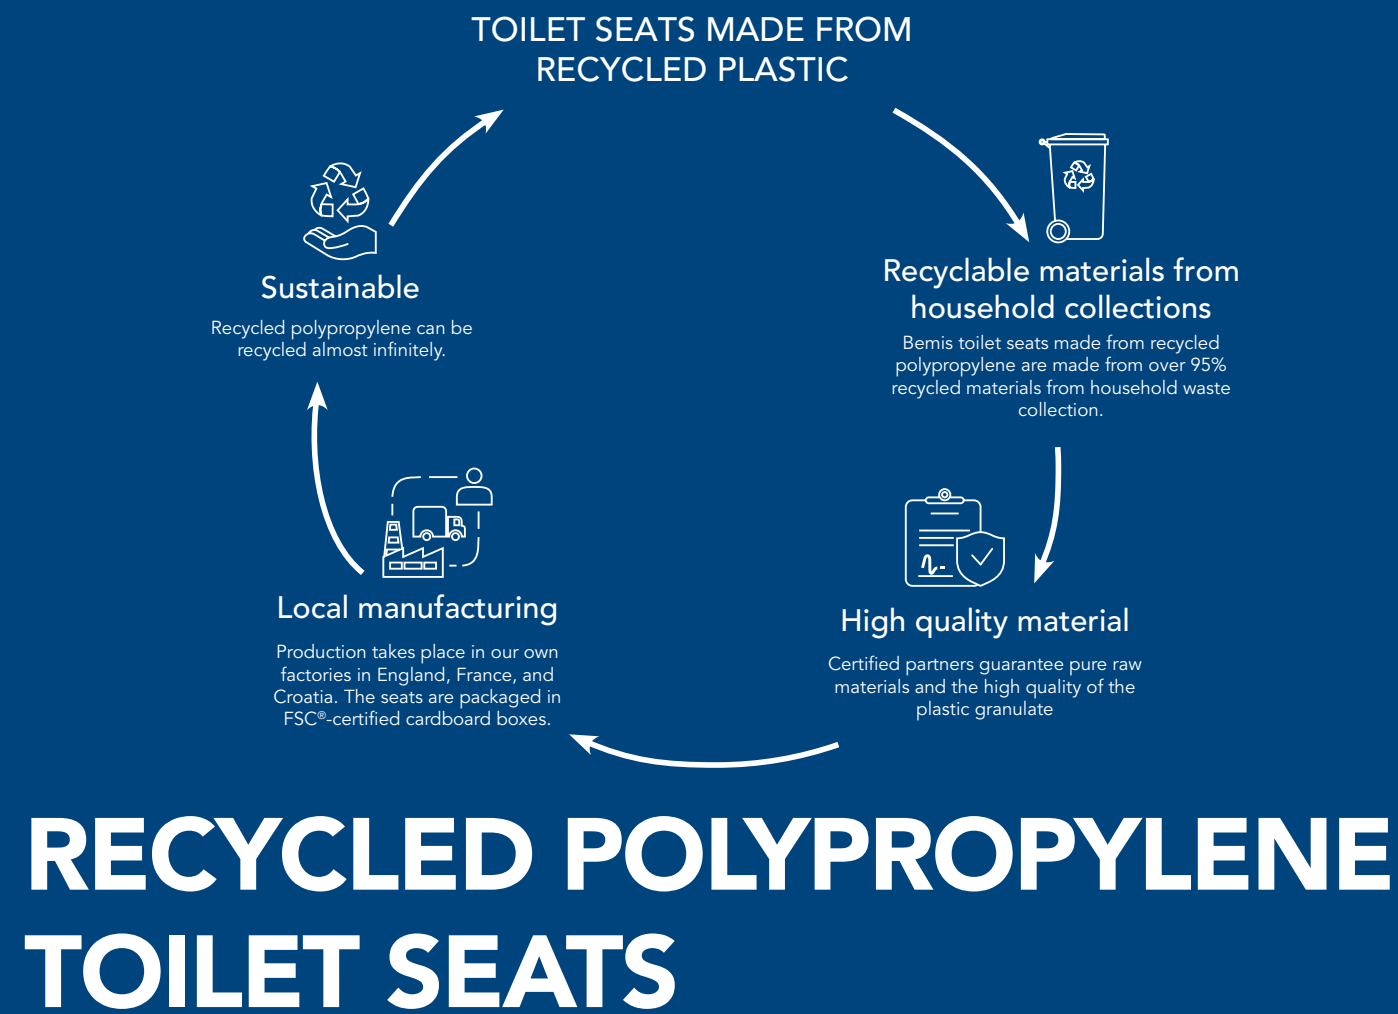 TOILET SEATS MADE FROM
RECYCLED PLASTIC
Recyclable materials from
household collections
Bemis toilet seats made from recycled
polypropylene are made from over 95%
recycled materials from household waste
collection.
High quality material
Certified partners guarantee pure raw
materials and the high quality of the
plastic granulate
Local manufacturing
Production takes place in our own
factories in England, France, and
Croatia. The seats are packaged in
FSC®-certified cardboard boxes.
Sustainable
Recycled polypropylene can be
recycled almost infinitely.
RECYCLED POLYPROPYLENE
TOILET SEATS